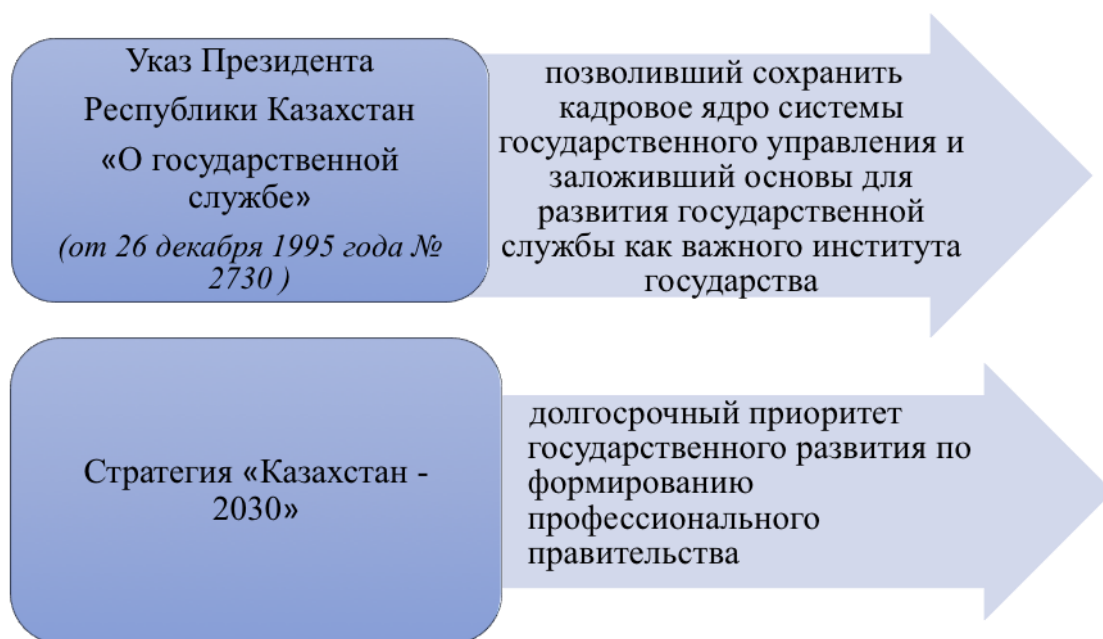 Указ Президента
Республики Казахстан
«О государственной
службе»
(от 26 декабря 1995 года №
2730 )
позволивший сохранить
кадровое ядро системы
государственного управления и
заложивший основы для
развития государственной
службы как важного института
государства
Стратегия «Казахстан -
2030»
долгосрочный приоритет
государственного развития по
формированию
профессионального
правительства